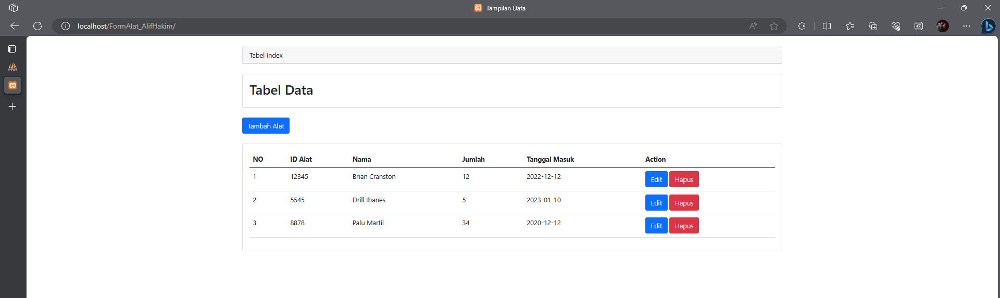 Tampilan Data
localhost/FormAlat_AlifHakim/
Tabel Index
Tabel Data
Tambah Alat
NO ID Alat Nama Jumlah Tanggal Masuk Action
1 12345 Brian Cranston 12 2022-12-12 Edit Hapus
2 5545 Drill Ibanes 5 2023-01-10 Edit Hapus
3 8878 Palu Martil 34 2020-12-12 Edit Hapus